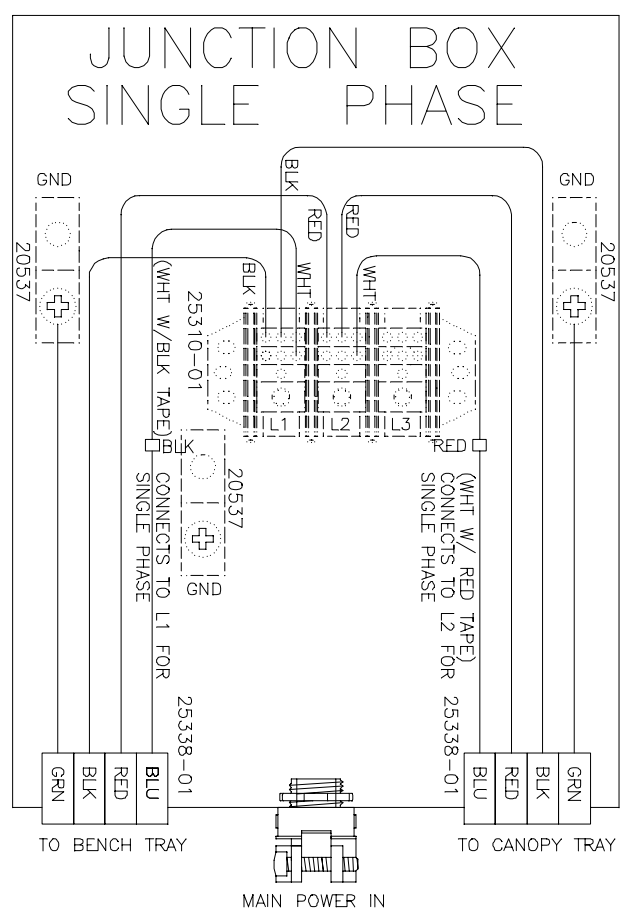 JUNCTION BOX
SINGLE PHASE
GND
GND
BLK
RED
RED
20537
20537
BLK
WHT
WHT
(WHT W/BLK TAPE)
25310-01
L1
L2
L3
BLK
RED
20537
CONNECTS TO L1 FOR
SINGLE PHASE
(WHT W/ RED TAPE)
CONNECTS TO L2 FOR
SINGLE PHASE
GND
25338-01
25338-01
GRN
BLK
RED
BLU
BLU
RED
BLK
GRN
TO BENCH TRAY
TO CANOPY TRAY
MAIN POWER IN